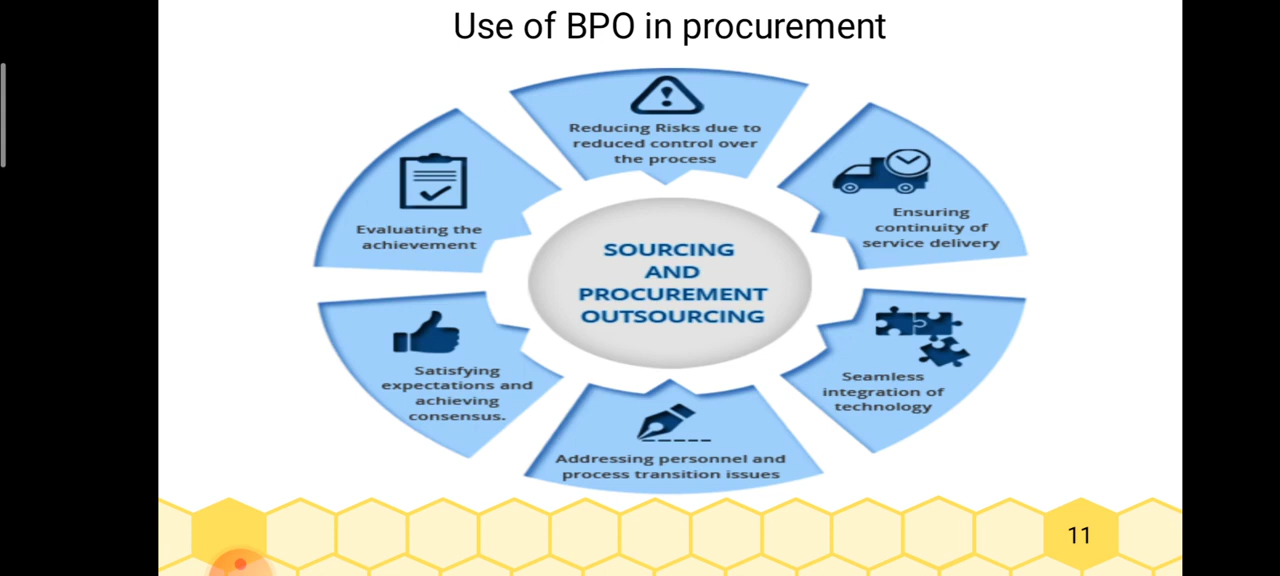 Use of BPO in procurement
Reducing Risks due to
reduced control over
the process
Ensuring
continuity of
service delivery
Seamless
integration of
technology
Addressing personnel and
process transition issues
Satisfying
expectations and
achieving
consensus.
Evaluating the
achievement
SOURCING
AND
PROCUREMENT
OUTSOURCING
11